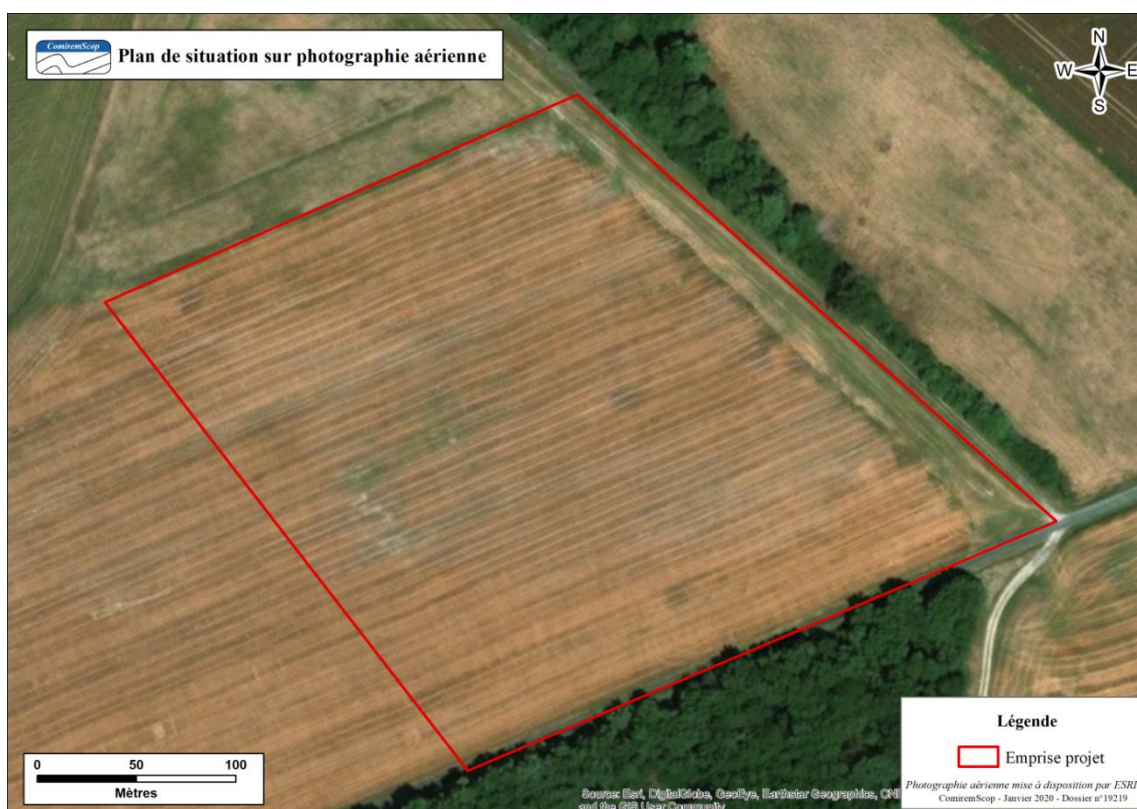 ComiremScop
Plan de situation sur photographie aérienne
N
W E
S
0 50 100
Mètres
Source: Esri, DigitalGlobe, GeoEye, Earthstar Geographics,
and the GIS User Community
Légende
Emprise projet
Photographie aérienne mise à disposition par ESRI
ComiremScop - Janvier 2020 - Dossier n°19219